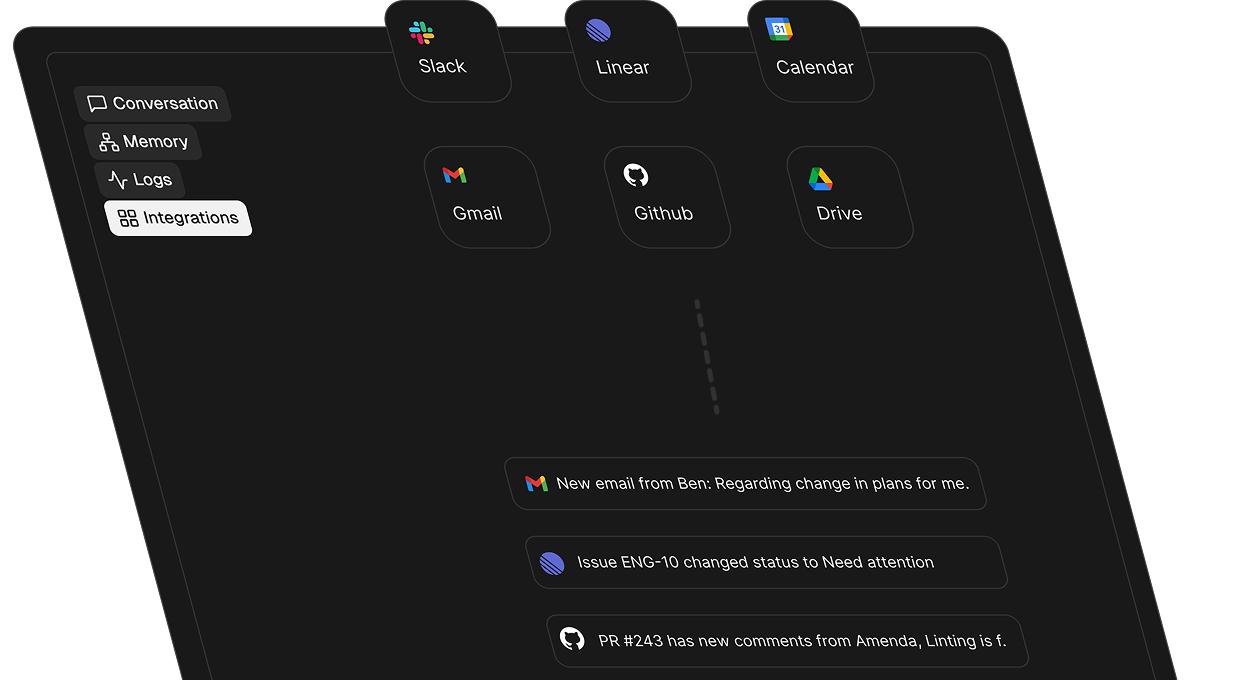 Slack
Linear
31
Calendar
Conversation
Memory
Logs
Integrations
Gmail
Github
Drive
New email from Ben: Regarding change in plans for me.
Issue ENG-10 changed status to Need attention
PR #243 has new comments from Amenda, Linting is f.